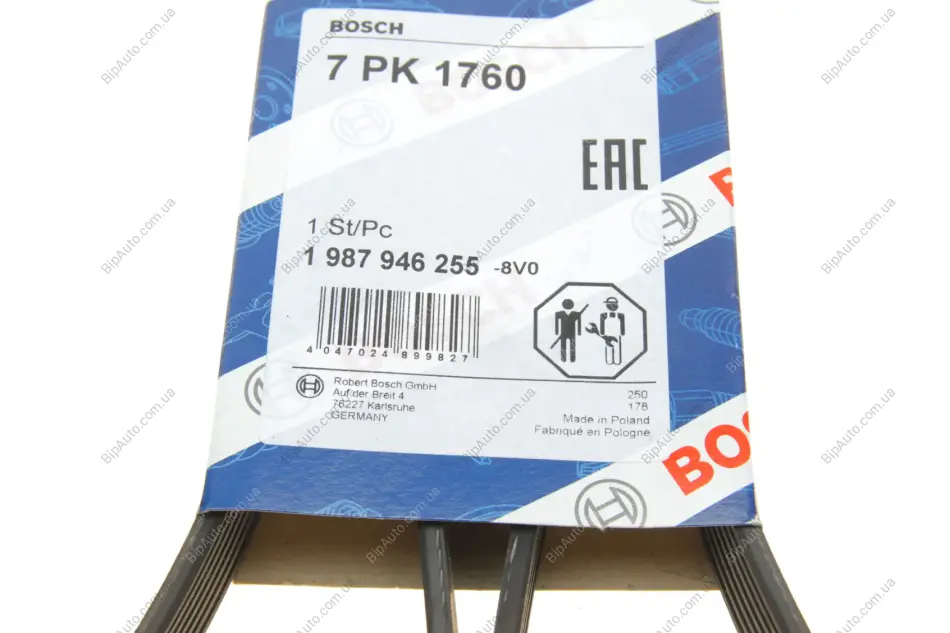 BOSCH
7 PK 1760
EAC
1 St/Pc
1 987 946 255 -8V0
4 047024 899827
Robert Bosch GmbH
Auf der Breit 4
76227 Karlsruhe
GERMANY
250
178
Made in Poland
Fabriqué en Pologne
BOSCH
BOS
BipAuto.com.ua